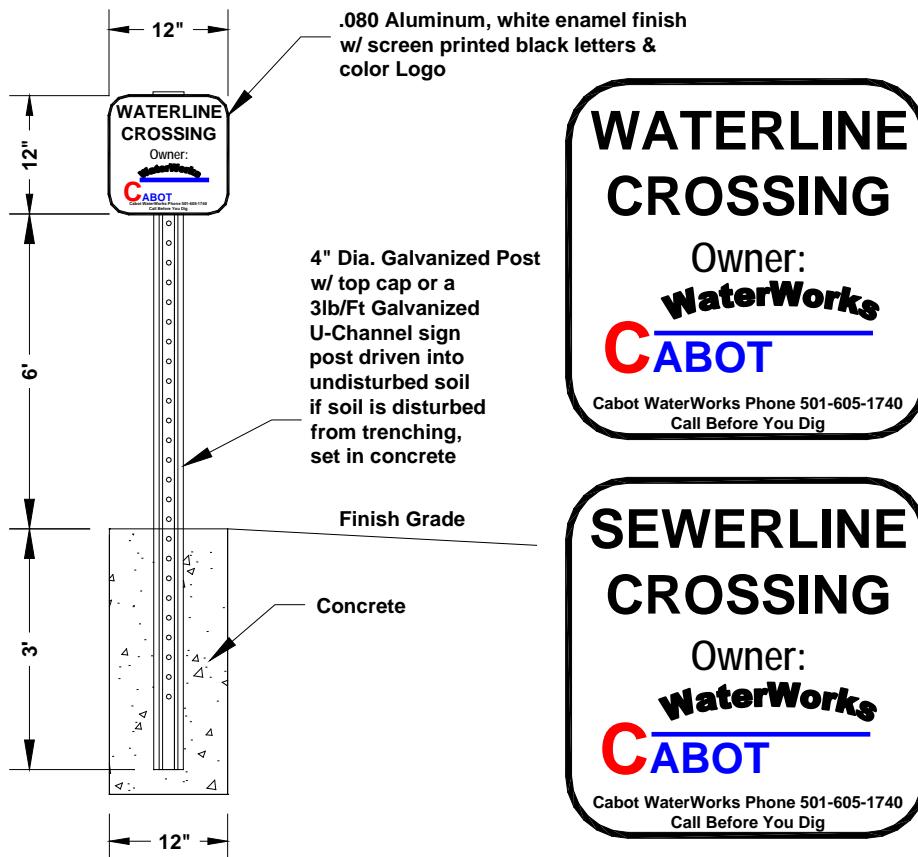 12"
.080 Aluminum, white enamel finish
w/ screen printed black letters &
color Logo
12"
WATERLINE
CROSSING
Owner:
WaterWorks
CABOT
Cabot WaterWorks Phone 501-605-1740
Call Before You Dig
6'
4" Dia. Galvanized Post
w/ top cap or a
3lb/Ft Galvanized
U-Channel sign
post driven into
undisturbed soil
if soil is disturbed
from trenching,
set in concrete
Finish Grade
3'
Concrete
12"
WATERLINE
CROSSING
Owner:
WaterWorks
CABOT
Cabot WaterWorks Phone 501-605-1740
Call Before You Dig
SEWERLINE
CROSSING
Owner:
WaterWorks
CABOT
Cabot WaterWorks Phone 501-605-1740
Call Before You Dig